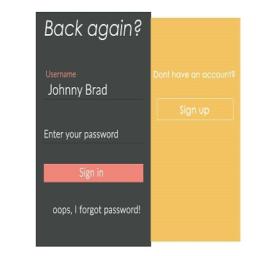 Back again?
Username
Johnny Brad
Enter your password
Sign in
oops, I forgot password!
Dont have an account?
Sign up